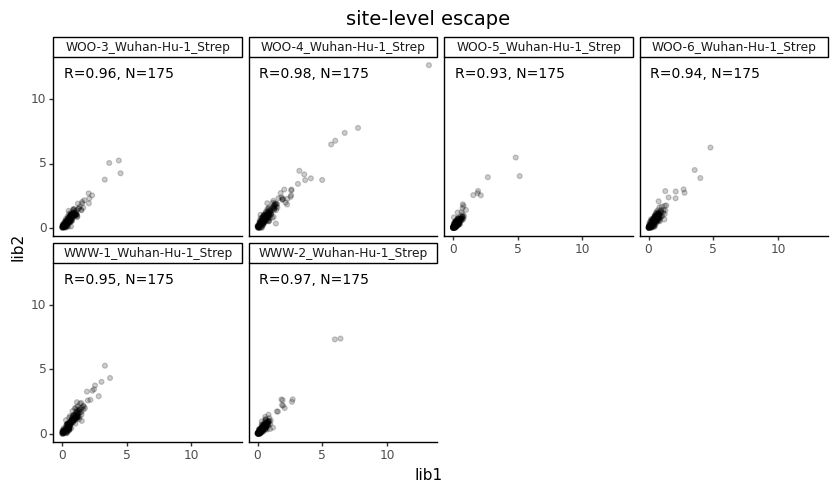 site-level escape
WOO-3_Wuhan-Hu-1_Strep WOO-4_Wuhan-Hu-1_Strep WOO-5_Wuhan-Hu-1_Strep WOO-6_Wuhan-Hu-1_Strep
R=0.96, N=175 R=0.98, N=175 R=0.93, N=175 R=0.94, N=175
10
5
0
0 5 10 0 5 10
WWW-1_Wuhan-Hu-1_Strep WWW-2_Wuhan-Hu-1_Strep
R=0.95, N=175 R=0.97, N=175
10
5
0
0 5 10 0 5 10
lib2
lib1